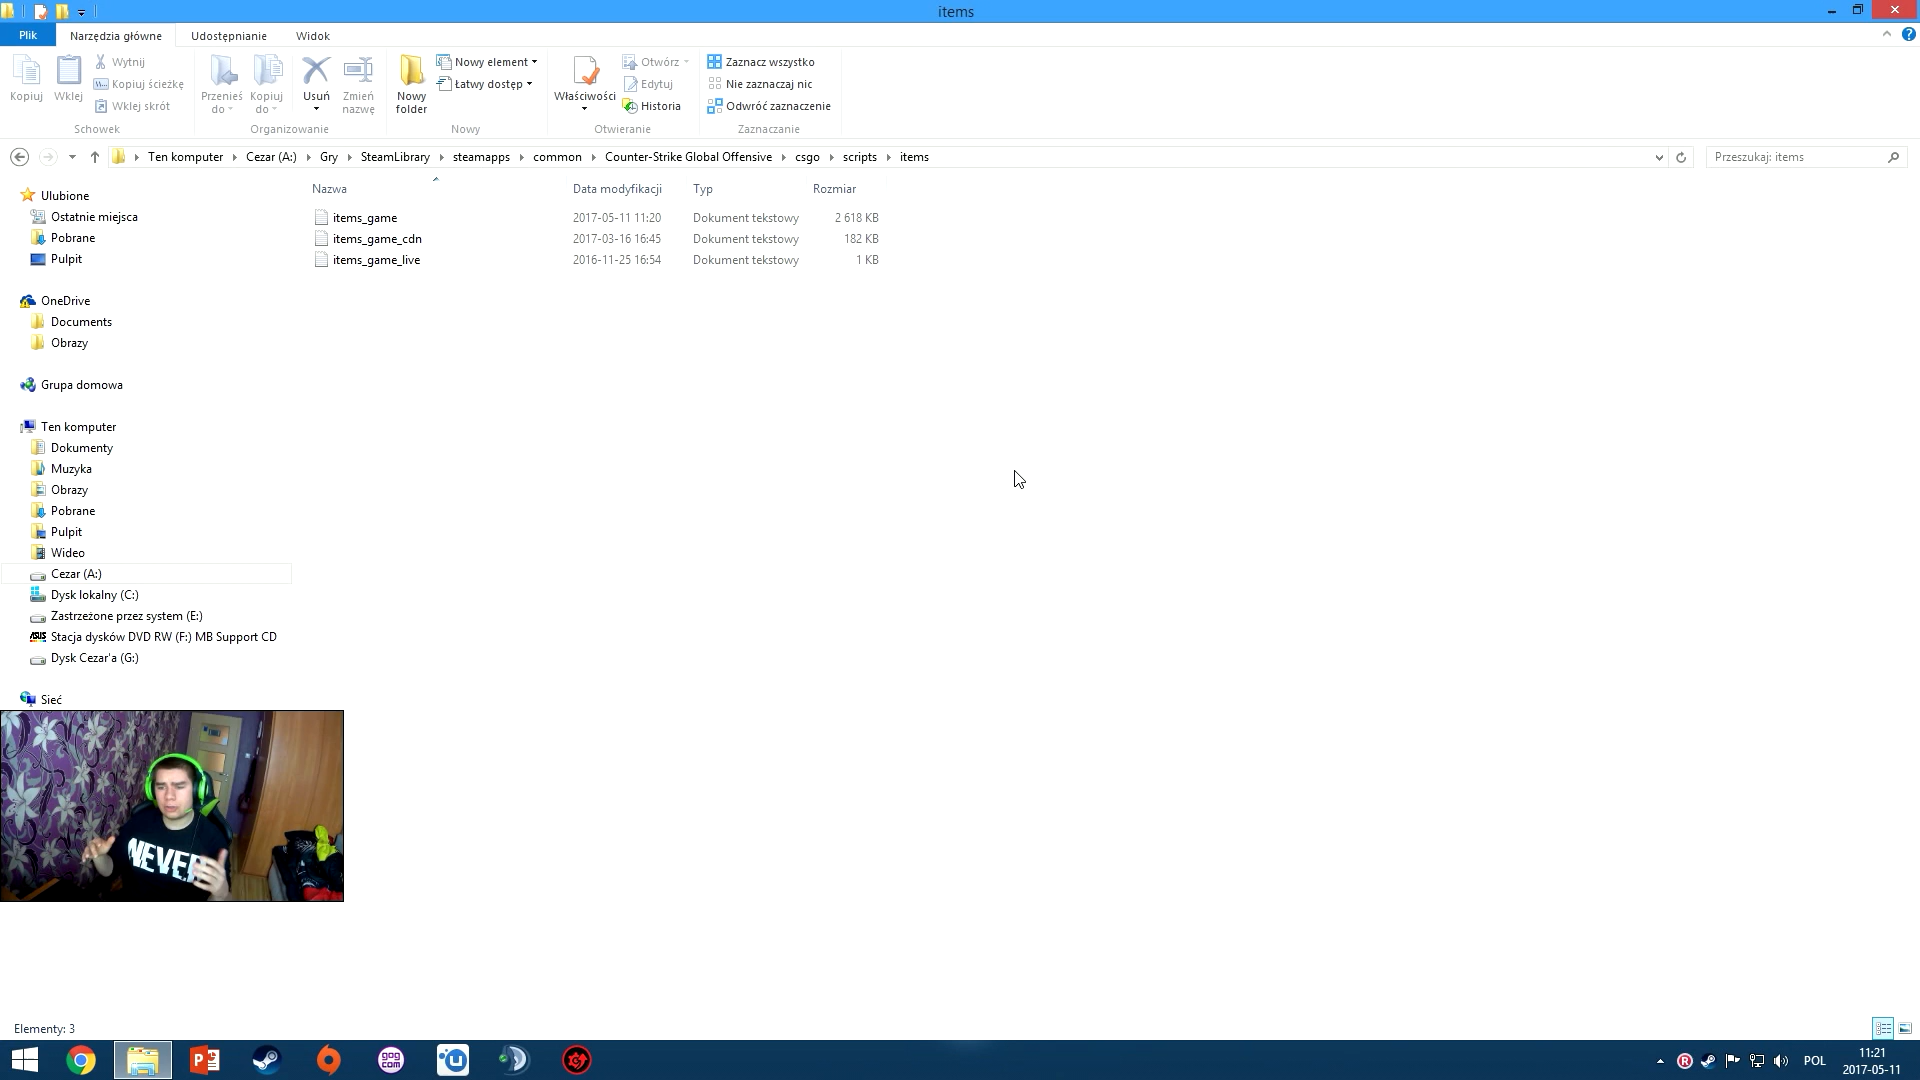 items
Plik
Narzędzia główne
Udostępnianie
Widok
Kopiuj
Wklej
Wytnij
Kopiuj ścieżkę
Wklej skrót
Schowek
Przenieś do
Kopiuj do
Usuń
Zmień nazwę
Organizowanie
Nowy folder
Nowy element
Łatwy dostęp
Nowy
Właściwości
Otwórz
Edytuj
Historia
Otwieranie
Zaznacz wszystko
Nie zaznaczaj nic
Odwróć zaznaczenie
Zaznaczanie
Ten komputer Cezar (A:) Gry SteamLibrary steamapps common Counter-Strike Global Offensive csgo scripts items
Przeszukaj: items
Ulubione
Ostatnie miejsca
Pobrane
Pulpit
OneDrive
Documents
Obrazy
Grupa domowa
Ten komputer
Dokumenty
Muzyka
Obrazy
Pobrane
Pulpit
Wideo
Cezar (A:)
Dysk lokalny (C:)
Zastrzeżone przez system (E:)
ASUS Stacja dysków DVD RW (F:) MB Support CD
Dysk Cezar'a (G:)
Sieć
Nazwa Data modyfikacji Typ Rozmiar
items_game 2017-05-11 11:20 Dokument tekstowy 2 618 KB
items_game_cdn 2017-03-16 16:45 Dokument tekstowy 182 KB
items_game_live 2016-11-25 16:54 Dokument tekstowy 1 KB
NEVER
Elementy: 3
gog
com
POL
11:21
2017-05-11